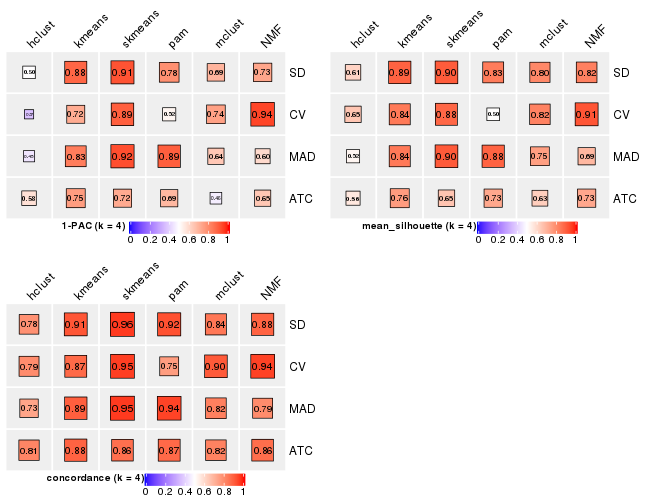 hclust kmeans skmeans pam mclust NMF
0.50 0.88 0.91 0.78 0.69 0.73 SD
0.72 0.89 0.52 0.74 0.94 CV
0.45 0.83 0.92 0.89 0.64 0.60 MAD
0.58 0.75 0.72 0.69 0.46 0.65 ATC
1-PAC (k = 4)
0 0.2 0.4 0.6 0.8 1
hclust kmeans skmeans pam mclust NMF
0.61 0.89 0.90 0.83 0.80 0.82 SD
0.65 0.84 0.88 0.50 0.82 0.91 CV
0.52 0.84 0.90 0.88 0.75 0.69 MAD
0.56 0.76 0.65 0.73 0.63 0.73 ATC
mean_silhouette (k = 4)
0 0.2 0.4 0.6 0.8 1
hclust kmeans skmeans pam mclust NMF
0.78 0.91 0.96 0.92 0.84 0.88 SD
0.79 0.87 0.95 0.75 0.90 0.94 CV
0.73 0.89 0.95 0.94 0.82 0.79 MAD
0.81 0.88 0.86 0.87 0.82 0.86 ATC
concordance (k = 4)
0 0.2 0.4 0.6 0.8 1